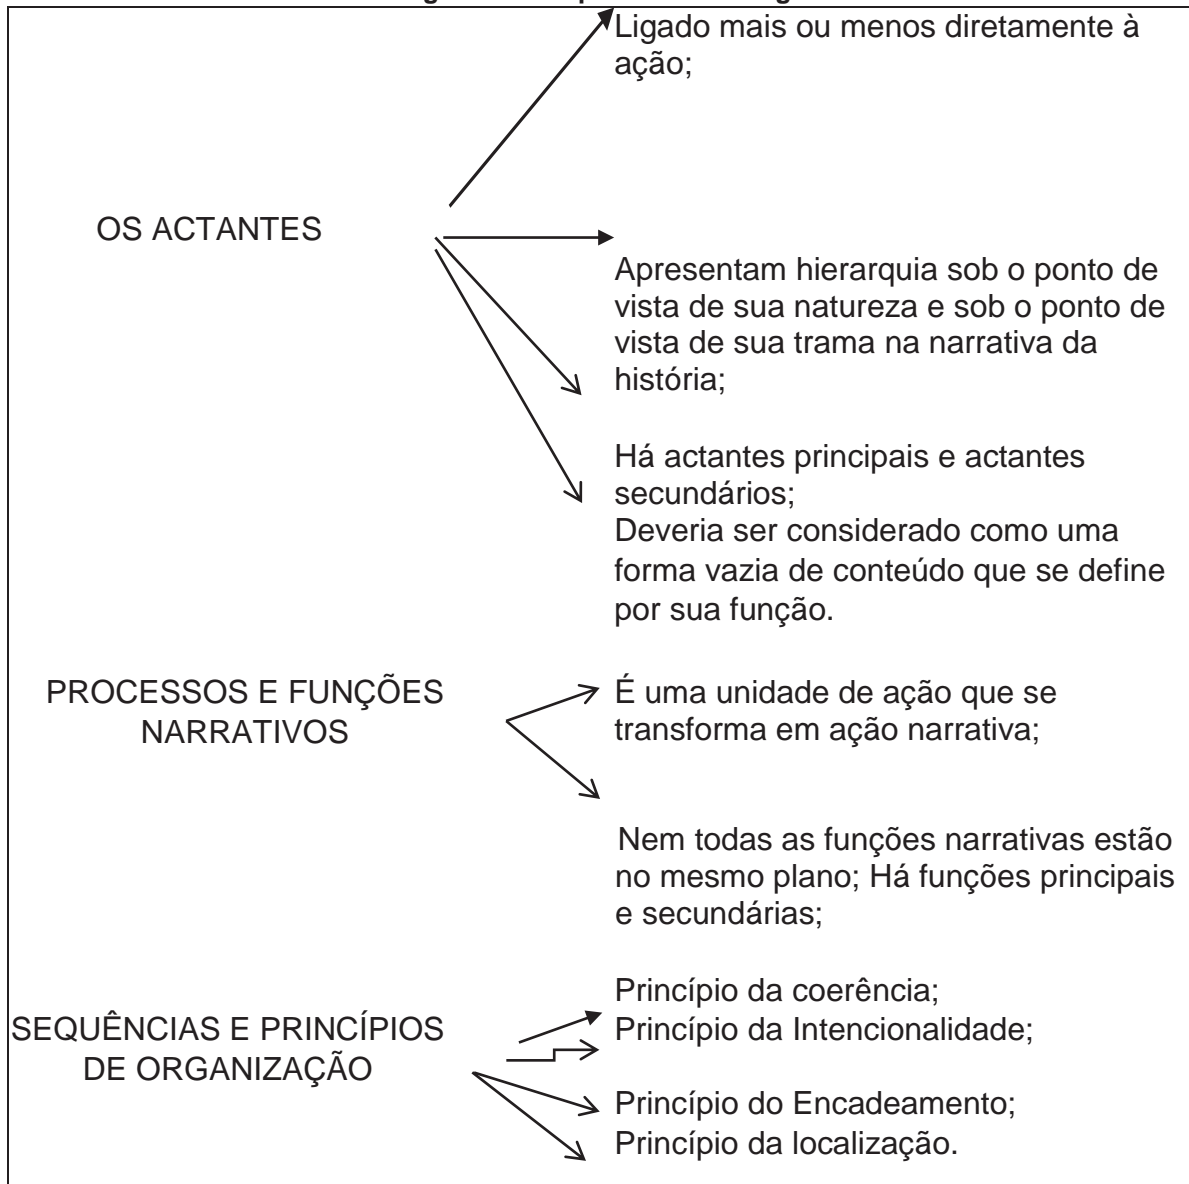 Ligado mais ou menos diretamente à
ação;
OS ACTANTES
Apresentam hierarquia sob o ponto de
vista de sua natureza e sob o ponto de
vista de sua trama na narrativa da
história;
Há actantes principais e actantes
secundários;
Deveria ser considerado como uma
forma vazia de conteúdo que se define
por sua função.
PROCESSOS E FUNÇÕES
NARRATIVOS
É uma unidade de ação que se
transforma em ação narrativa;
Nem todas as funções narrativas estão
no mesmo plano; Há funções principais
e secundárias;
SEQUÊNCIAS E PRINCÍPIOS
DE ORGANIZAÇÃO
Princípio da coerência;
Princípio da Intencionalidade;
Princípio do Encadeamento;
Princípio da localização.